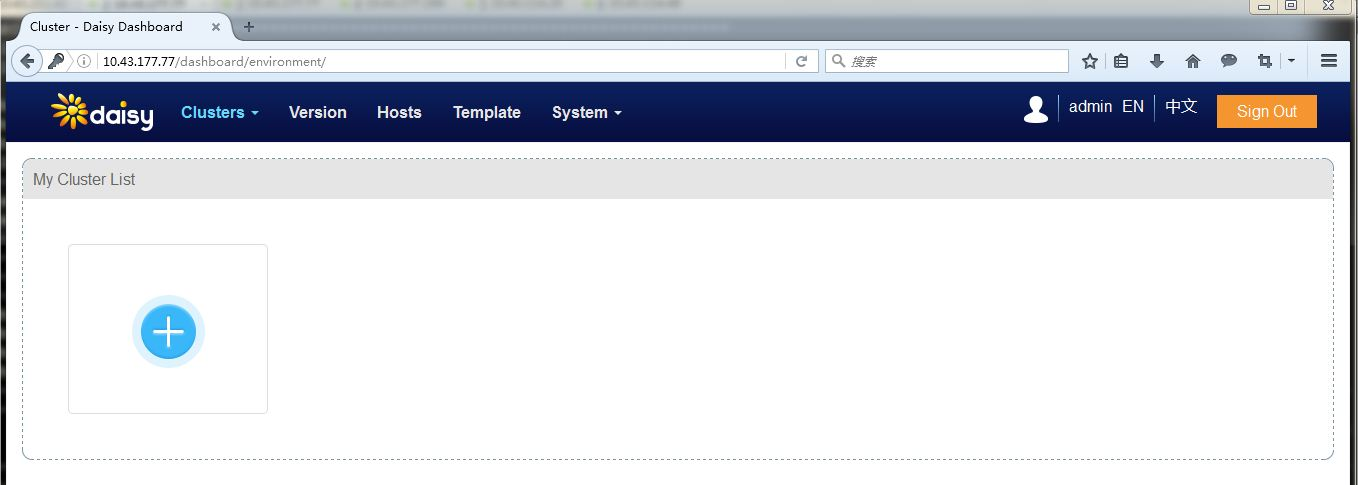 Cluster - Daisy Dashboard
10.43.177.77/dashboard/environment/
搜索
daisy
Clusters
Version
Hosts
Template
System
admin
EN
中文
Sign Out
My Cluster List